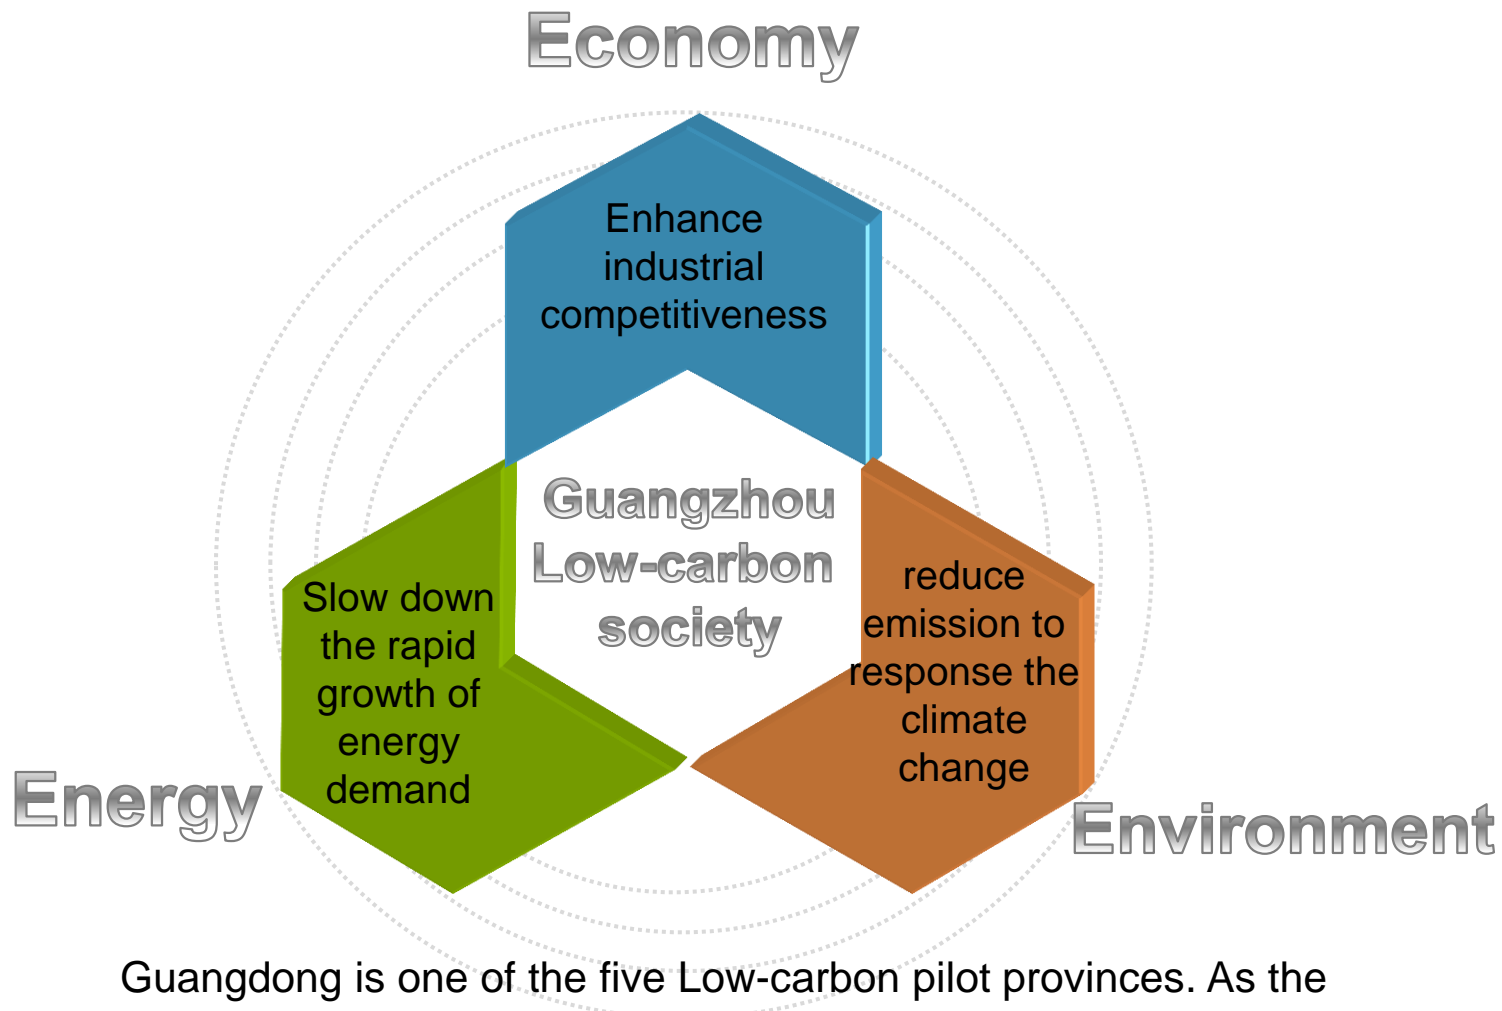 Economy
Enhance
industrial
competitiveness
Guangzhou
Low-carbon
society
Slow down
the rapid
growth of
energy
demand
Energy
reduce
emission to
response the
climate
change
Environment
Guangdong is one of the five Low-carbon pilot provinces. As the